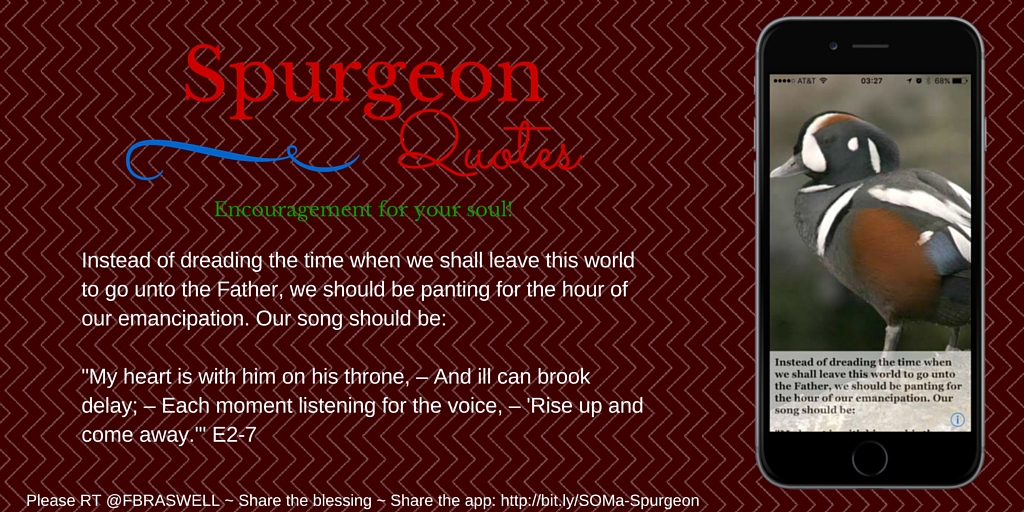 Spurgeon
Quotes
Encouragement for your soul!
Instead of dreading the time when we shall leave this world
to go unto the Father, we should be panting for the hour of
our emancipation. Our song should be:
"My heart is with him on his throne, – And ill can brook
delay; – Each moment listening for the voice, – 'Rise up and
come away.'" E2-7
Please RT @FBRASWELL ~ Share the blessing ~ Share the app: http://bit.ly/SOMa-Spurgeon
AT&T 03:27 68%
Instead of dreading the time when
we shall leave this world to go unto
the Father, we should be panting for
the hour of our emancipation. Our
song should be: